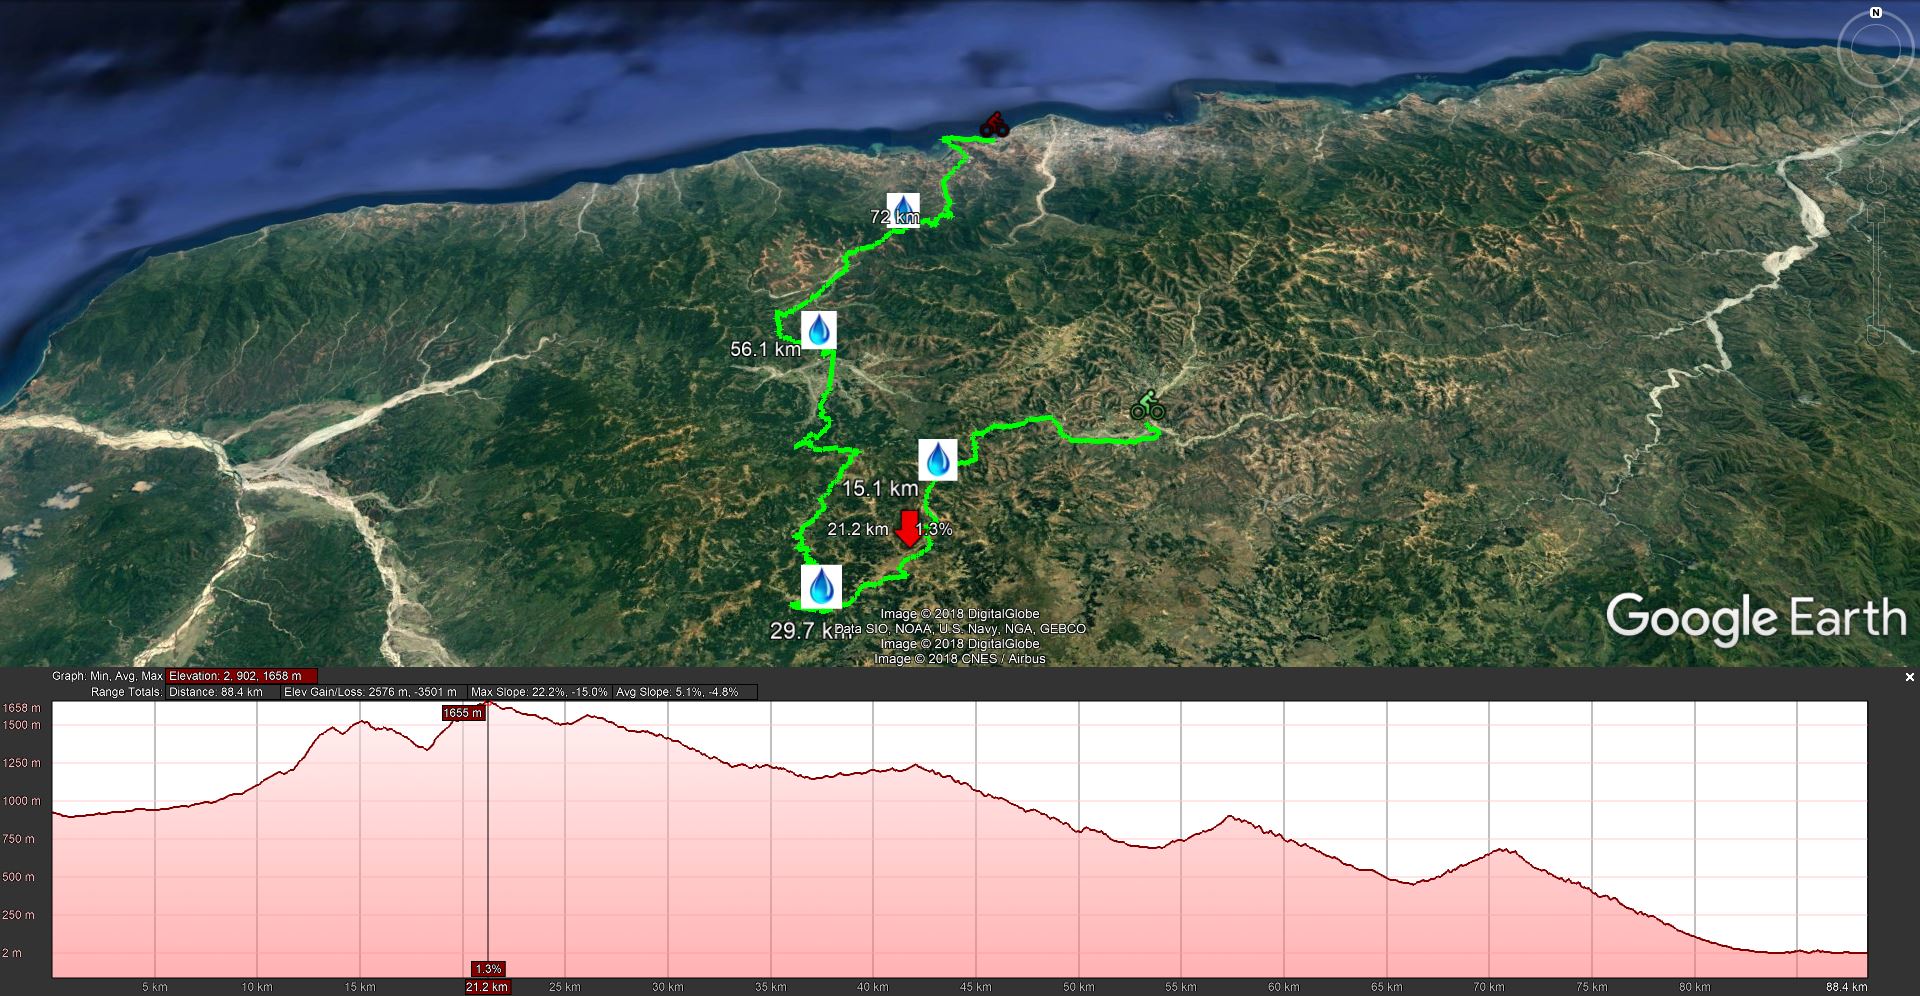 N
72 km
56.1 km
15.1 km
21.2 km
1.3%
29.7 km
Image © 2018 DigitalGlobe
Data SIO, NOAA, U.S. Navy, NGA, GEBCO
Image © 2018 DigitalGlobe
Image © 2018 CNES / Airbus
Google Earth
Graph: Min, Avg, Max Elevation: 2, 902, 1658 m
Range Totals: Distance: 88.4 km Elev Gain/Loss: 2576 m, -3501 m Max Slope: 22.2%, -15.0% Avg Slope: 5.1%, -4.8%
1658 m
1655 m
1500 m
1250 m
1000 m
750 m
500 m
250 m
2 m
1.3%
5 km 10 km 15 km 21.2 km 25 km 30 km 35 km 40 km 45 km 50 km 55 km 60 km 65 km 70 km 75 km 80 km 88.4 km